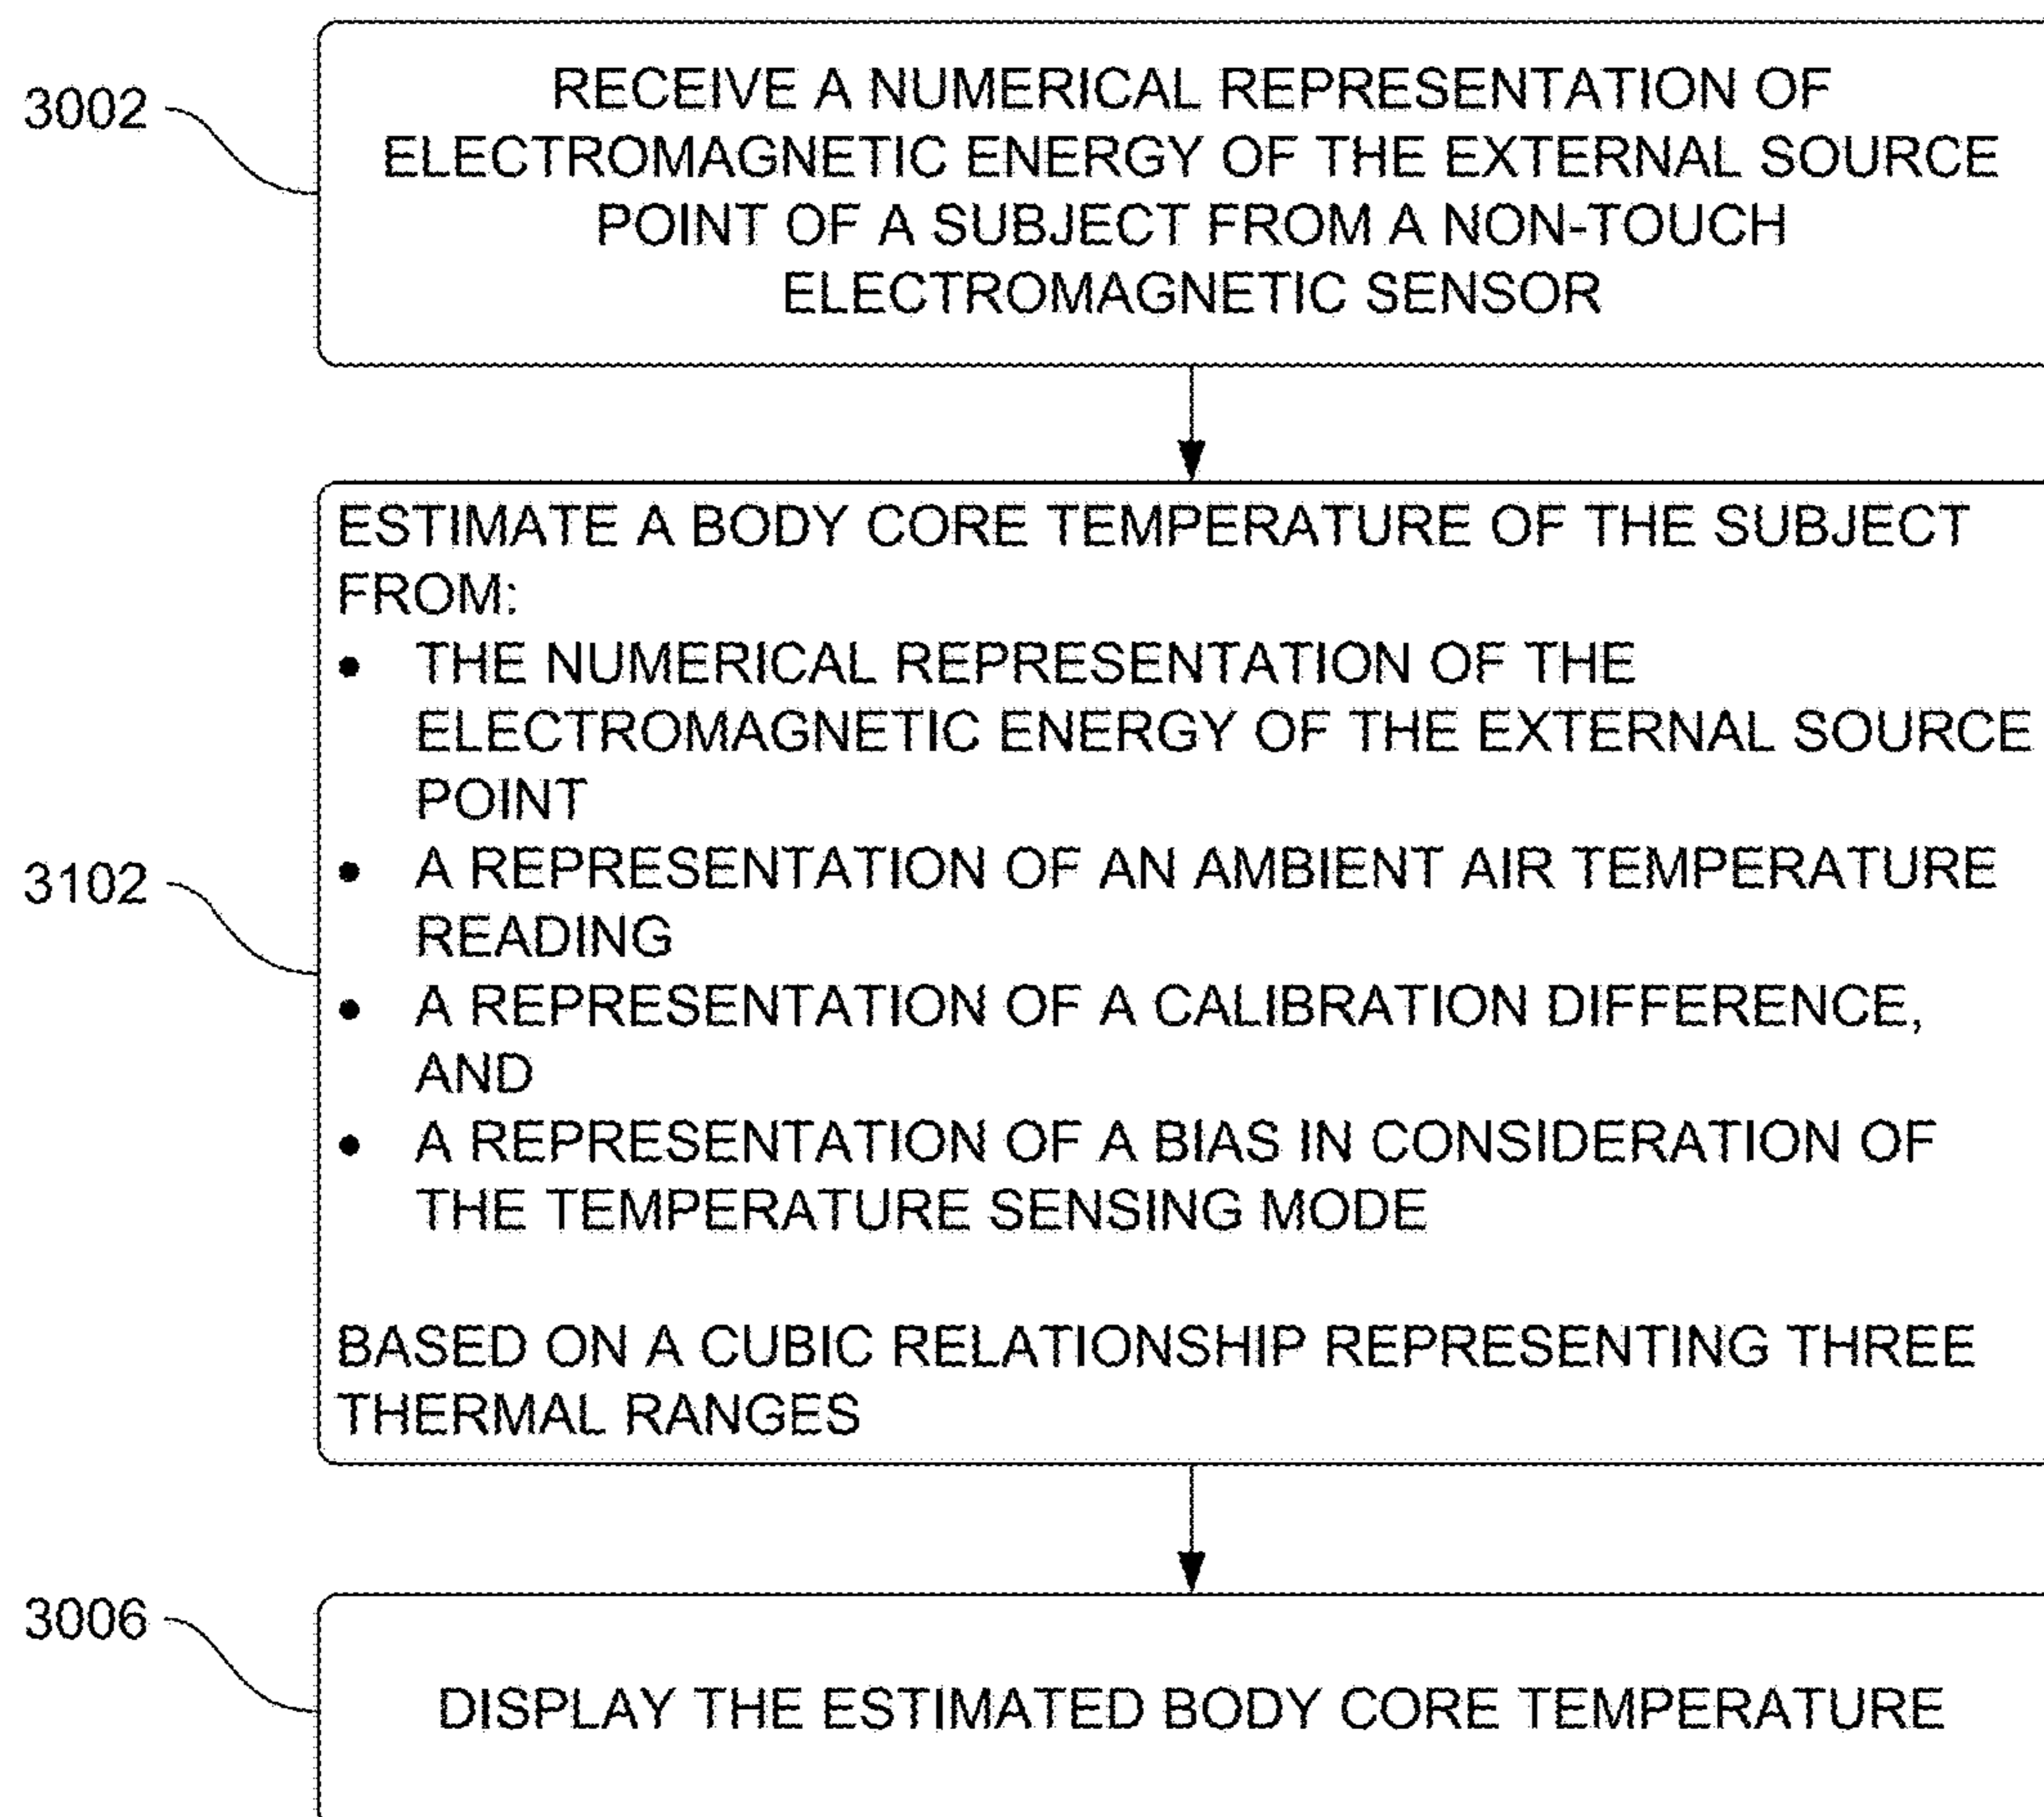 3002
RECEIVE A NUMERICAL REPRESENTATION OF
ELECTROMAGNETIC ENERGY OF THE EXTERNAL SOURCE
POINT OF A SUBJECT FROM A NON-TOUCH
ELECTROMAGNETIC SENSOR
3102
ESTIMATE A BODY CORE TEMPERATURE OF THE SUBJECT
FROM:
• THE NUMERICAL REPRESENTATION OF THE
ELECTROMAGNETIC ENERGY OF THE EXTERNAL SOURCE
POINT
• A REPRESENTATION OF AN AMBIENT AIR TEMPERATURE
READING
• A REPRESENTATION OF A CALIBRATION DIFFERENCE,
AND
• A REPRESENTATION OF A BIAS IN CONSIDERATION OF
THE TEMPERATURE SENSING MODE
BASED ON A CUBIC RELATIONSHIP REPRESENTING THREE
THERMAL RANGES
3006
DISPLAY THE ESTIMATED BODY CORE TEMPERATURE